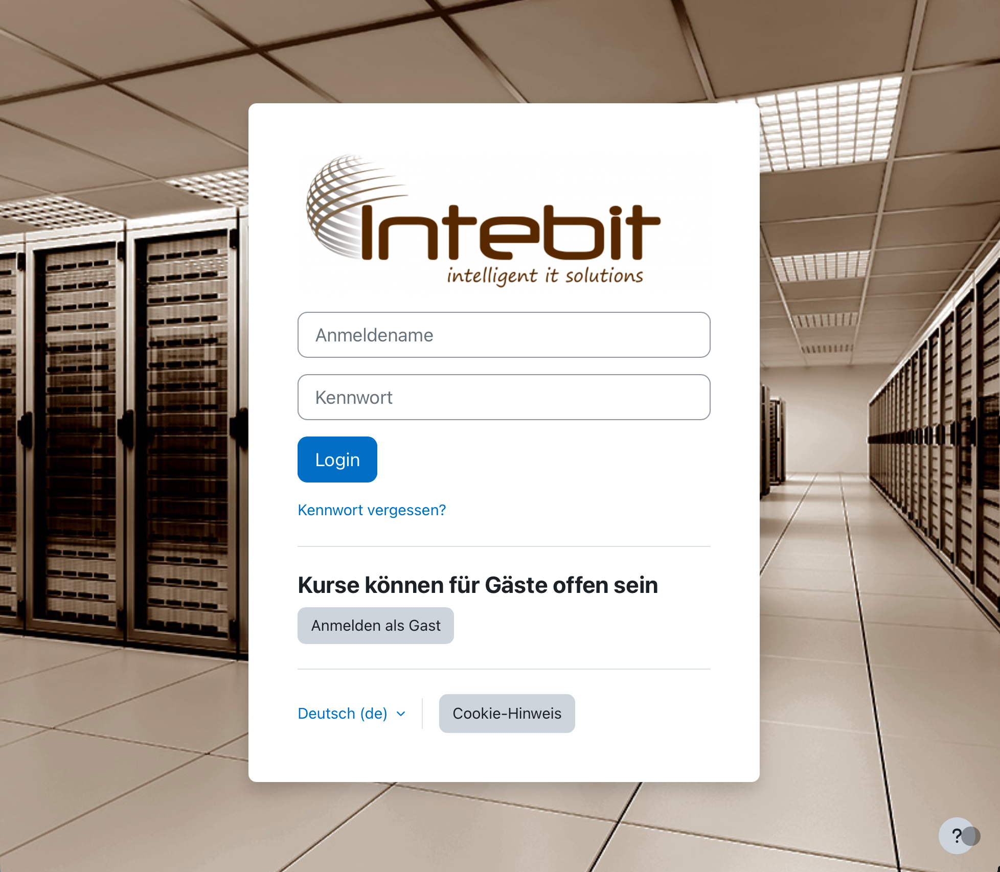 Intebit
intelligent it solutions
Anmeldename
Kennwort
Login
Kennwort vergessen?
Kurse können für Gäste offen sein
Anmelden als Gast
Deutsch (de)
Cookie-Hinweis
?